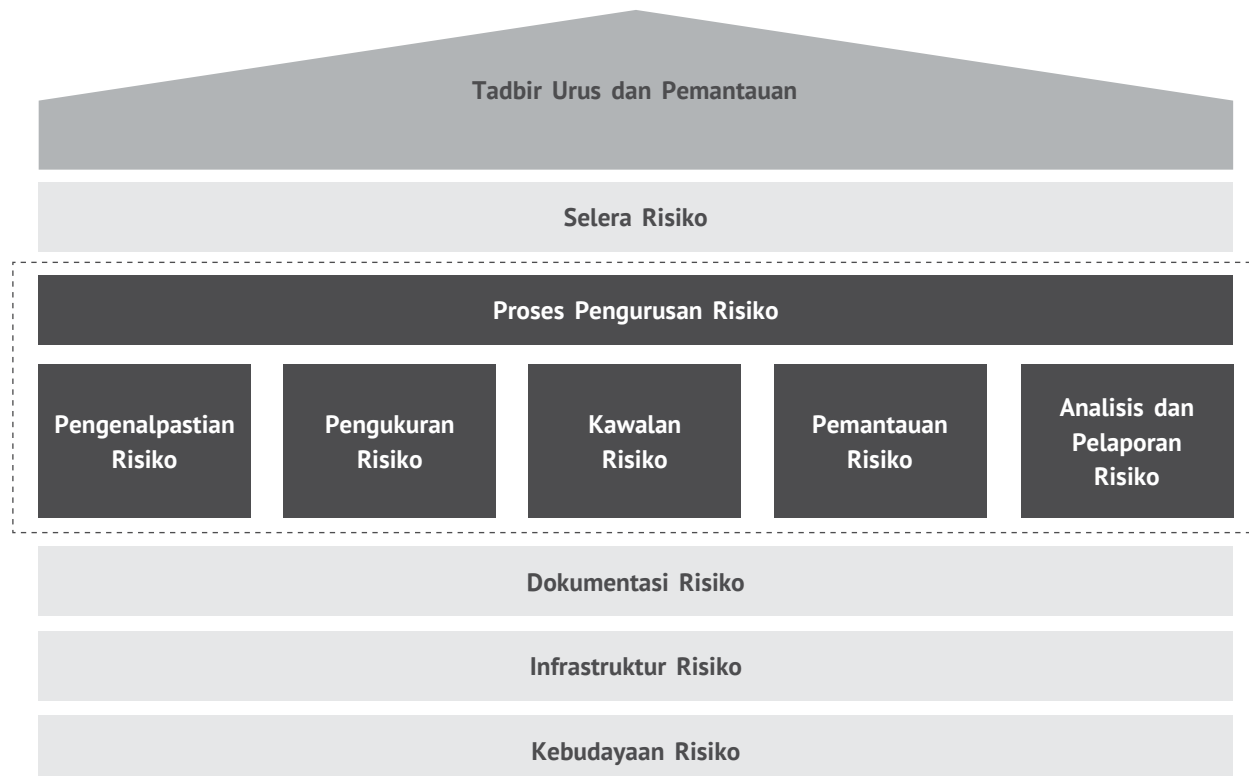 Tadbir Urus dan Pemantauan
Selera Risiko
Proses Pengurusan Risiko
Pengenalpastian
Risiko
Pengukuran
Risiko
Kawalan
Risiko
Pemantauan
Risiko
Analisis dan
Pelaporan
Risiko
Dokumentasi Risiko
Infrastruktur Risiko
Kebudayaan Risiko